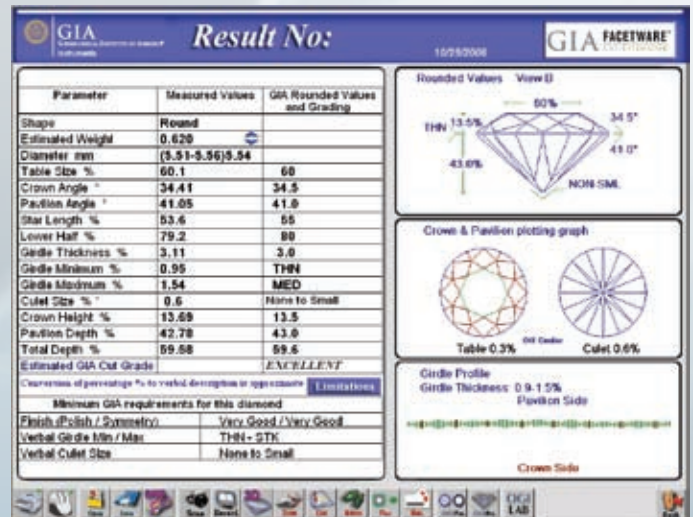 GIA
Instruments
Result No:
10/25/2006
GIA FACETWARE
Parameter Measured Values GIA Rounded Values and Grading
Shape Round
Estimated Weight 0.620
Diameter mm (5.51-5.56)5.54
Table Size % 60.1 60
Crown Angle ° 34.41 34.5
Pavilion Angle ° 41.05 41.0
Star Length % 53.6 55
Lower Half % 79.2 80
Girdle Thickness % 3.11 3.0
Girdle Minimum % 0.95 THN
Girdle Maximum % 1.54 MED
Culet Size % 0.6 None to Small
Crown Height % 13.69 13.5
Pavilion Depth % 42.78 43.0
Total Depth % 59.58 59.6
Estimated GIA Cut Grade EXCELLENT
Conversion of percentage % to verbal description is approximate Limitations
Minimum GIA requirements for this diamond
Finish (Polish / Symmetry) Very Good / Very Good
Verbal Girdle Min / Max THN - STK
Verbal Culet Size None to Small
Rounded Values View B
60%
THN 13.5% 34.5°
41.0°
43.0%
NON-SML
Crown & Pavilion plotting graph
Off Center
Table 0.3% Culet 0.6%
Girdle Profile
Girdle Thickness: 0.9-1.5%
Pavilion Side
Crown Side
OGI
LAB